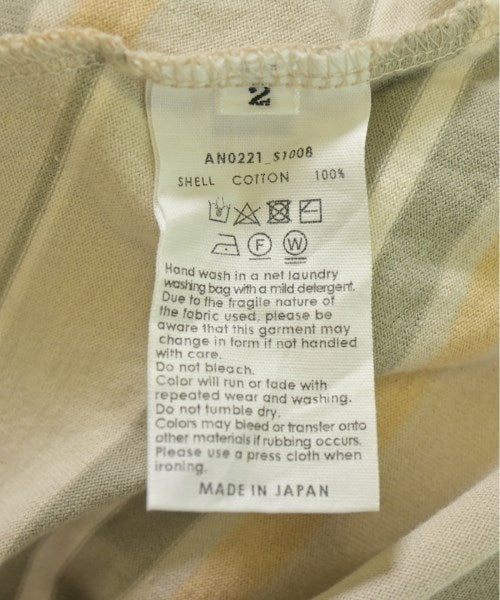 2
AN0221_S1008
SHELL COTTON 100%
F W
Hand wash in a net laundry
washing bag with a mild detergent.
Due to the fragile nature of
the fabric used, please be
aware that this garment may
change in form if not handled
with care.
Do not bleach.
Color will run or fade with
repeated wear and washing.
Do not tumble dry.
Colors may bleed or transfer onto
other materials if rubbing occurs.
Please use a press cloth when
ironing.
MADE IN JAPAN